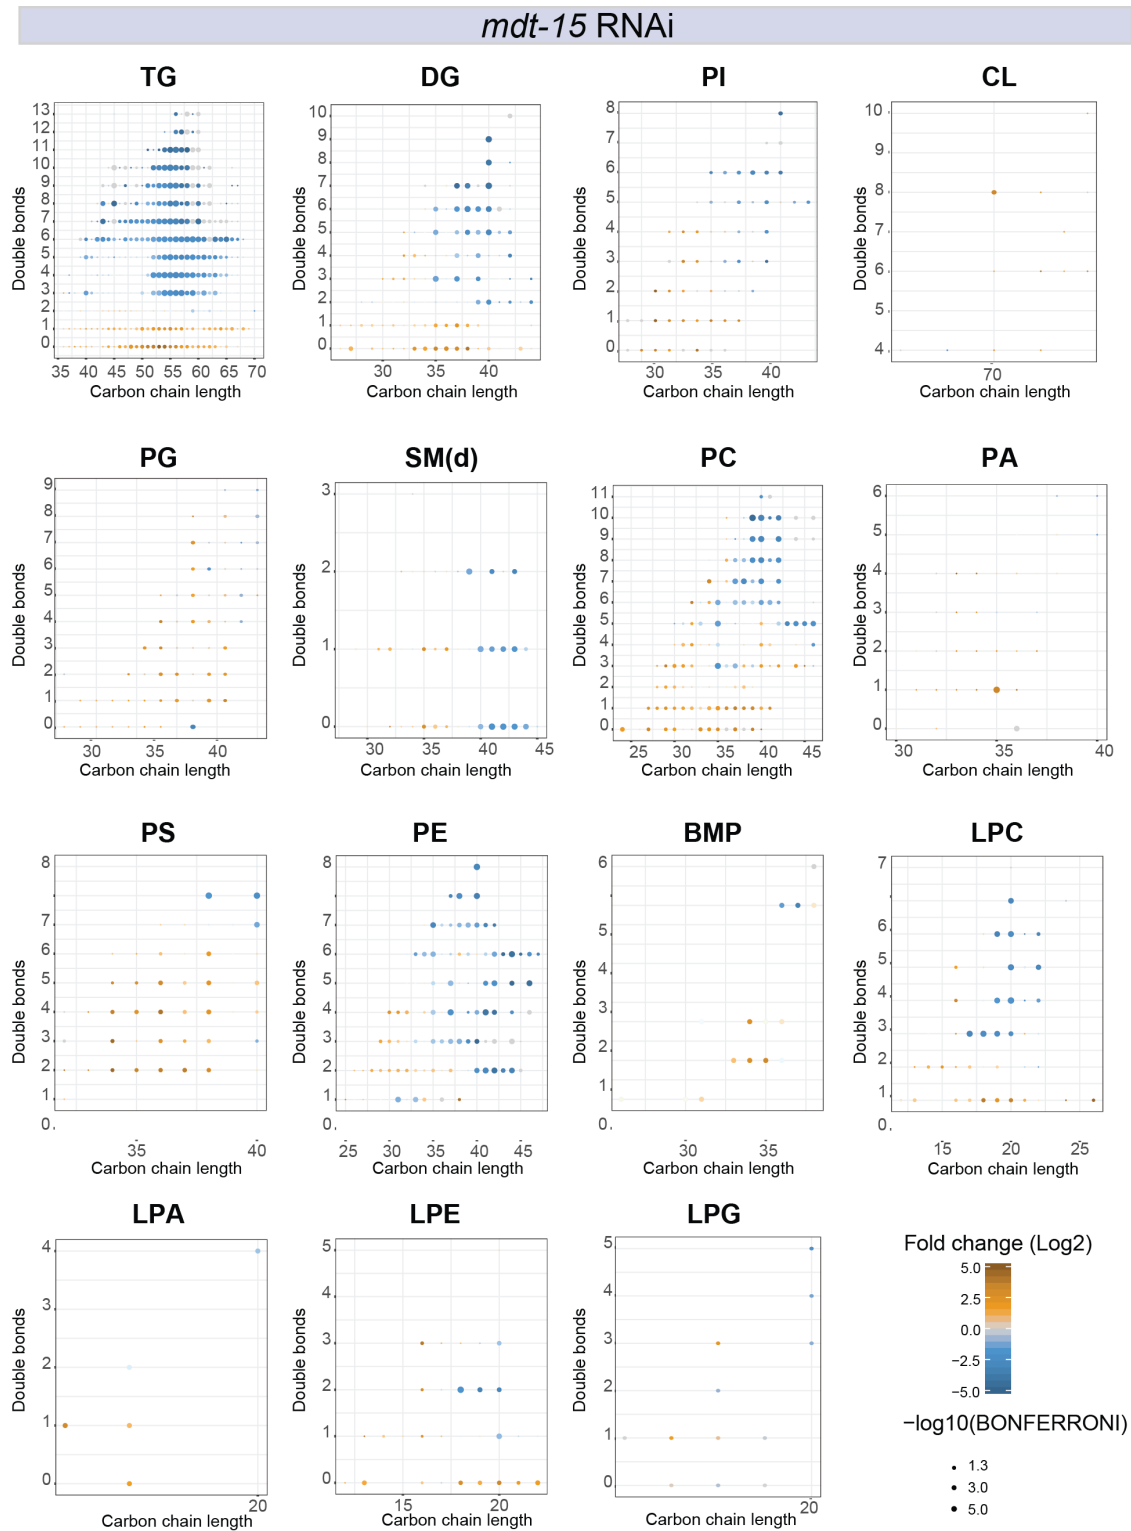 mdt-15 RNAi
TG
DG
PI
CL
13
12
11
10
9
8
7
6
5
4
3
2
1
0
Double bonds
35 40 45 50 55 60 65 70
Carbon chain length
10
9
8
7
6
5
4
3
2
1
0
Double bonds
30 35 40
Carbon chain length
8
7
6
5
4
3
2
1
0
Double bonds
30 35 40
Carbon chain length
10
9
8
7
6
5
4
Double bonds
70
Carbon chain length
PG
SM(d)
PC
PA
9
8
7
6
5
4
3
2
1
0
Double bonds
30 35 40
Carbon chain length
3
2
1
0
Double bonds
30 35 40 45
Carbon chain length
11
10
9
8
7
6
5
4
3
2
1
0
Double bonds
25 30 35 40 45
Carbon chain length
6
5
4
3
2
1
0
Double bonds
30 35 40
Carbon chain length
PS
PE
BMP
LPC
8
7
6
5
4
3
2
1
0
Double bonds
35 40
Carbon chain length
8
7
6
5
4
3
2
1
0
Double bonds
25 30 35 40 45
Carbon chain length
6
5
4
3
2
1
0
Double bonds
30 35
Carbon chain length
7
6
5
4
3
2
1
0
Double bonds
15 20 25
Carbon chain length
LPA
LPE
LPG
4
3
2
1
0
Double bonds
20
Carbon chain length
5
4
3
2
1
0
Double bonds
15 20
Carbon chain length
5
4
3
2
1
0
Double bonds
20
Carbon chain length
Fold change (Log2)
5.0
2.5
0.0
−2.5
−5.0
−log10(BONFERRONI)
1.3
3.0
5.0